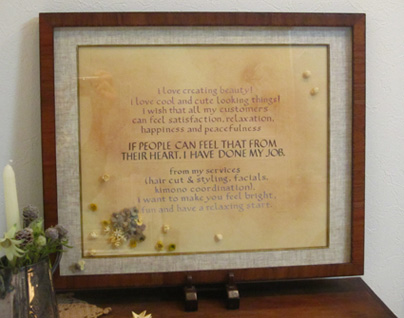 i love creating beauty!
i love cool and cute looking things!
i wish that all my customers
can feel satisfaction, relaxation,
happiness and peacefulness
IF PEOPLE CAN FEEL THAT FROM
THEIR HEART. I HAVE DONE MY JOB.
from my services
(hair cut & styling, facials,
kimono coordination),
i want to make you feel bright,
fun and have a relaxing start.